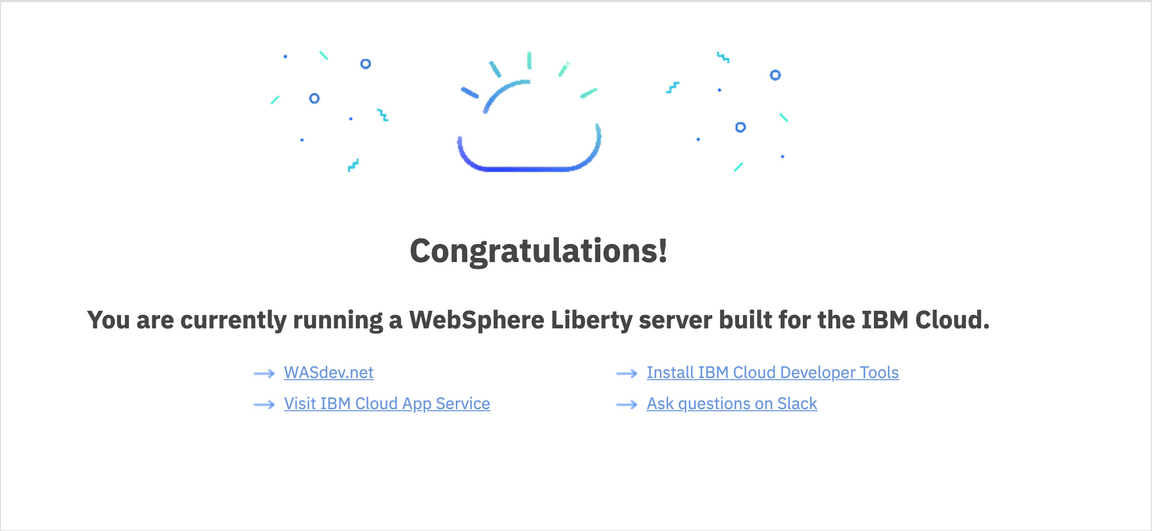 Congratulations!
You are currently running a WebSphere Liberty server built for the IBM Cloud.
WASdev.net
Install IBM Cloud Developer Tools
Visit IBM Cloud App Service
Ask questions on Slack